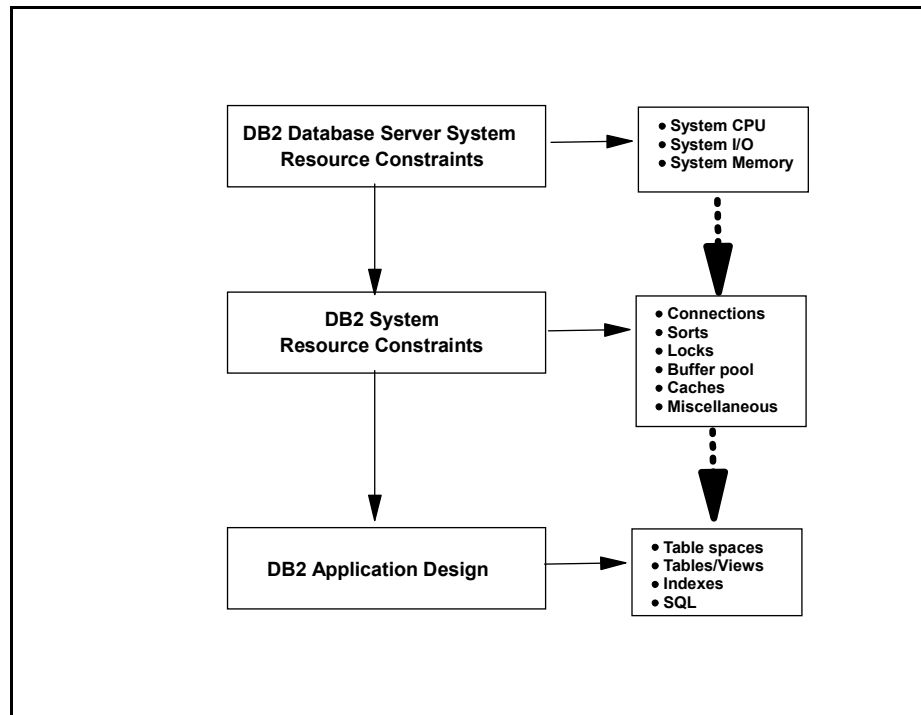 DB2 Database Server System
Resource Constraints
• System CPU
• System I/O
• System Memory
DB2 System
Resource Constraints
• Connections
• Sorts
• Locks
• Buffer pool
• Caches
• Miscellaneous
DB2 Application Design
• Table spaces
• Tables/Views
• Indexes
• SQL